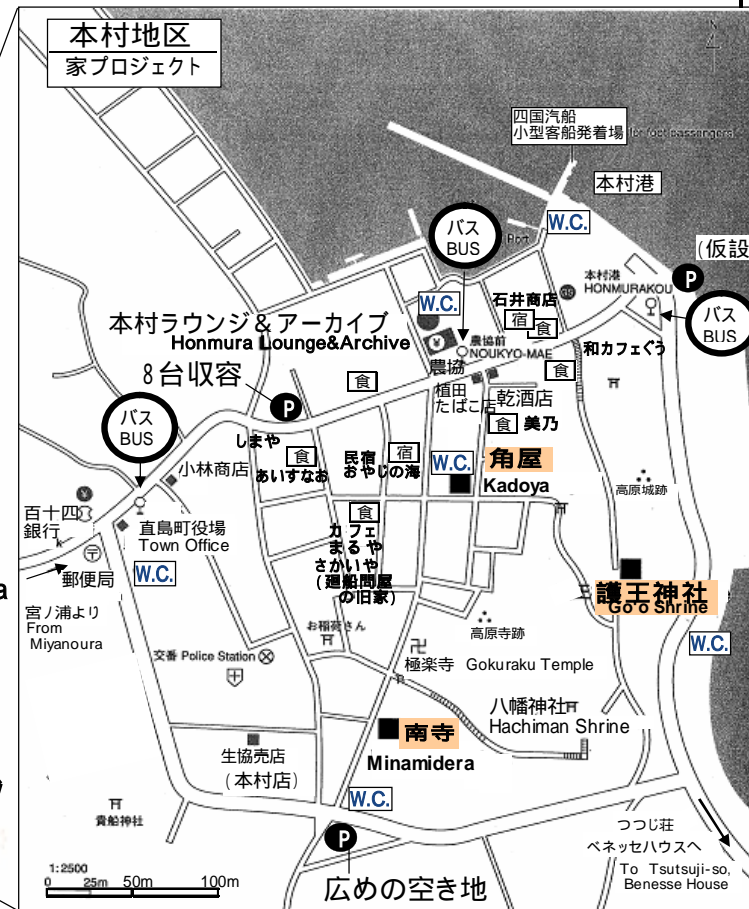 本村地区
家プロジェクト
四国汽船
小型客船発着場
for foot passengers
本村港
W.C.
バス
BUS
Port
(仮設
本村港
HONMURAKOU
P
バス
BUS
W.C.
石井商店
宿
食
GS
本村ラウンジ&アーカイブ
Honmura Lounge&Archive
¥
農協前
NOUKYO-MAE
農協
和カフェぐう
食
8台収容
P
食
植田
たばこ店
乾酒店
食 美乃
バス
BUS
しまや
食
あいすなお
民宿
おやじの海
宿
W.C.
角屋
Kadoya
小林商店
高原城跡
¥
百十四
銀行
直島町役場
Town Office
食
カフェ
まるや
さかいや
(廻船問屋
の旧家)
〒
郵便局
W.C.
a
宮ノ浦より
From
Miyanoura
護王神社
Go'o Shrine
W.C.
お稲荷さん
高原寺跡
卍
極楽寺 Gokuraku Temple
交番 Police Station
八幡神社
Hachiman Shrine
南寺
Minamidera
生協売店
(本村店)
W.C.
貴船神社
P
広めの空き地
つつじ荘
ベネッセハウスへ
To Tsutsuji-so,
Benesse House
1:2500
0 25m 50m 100m